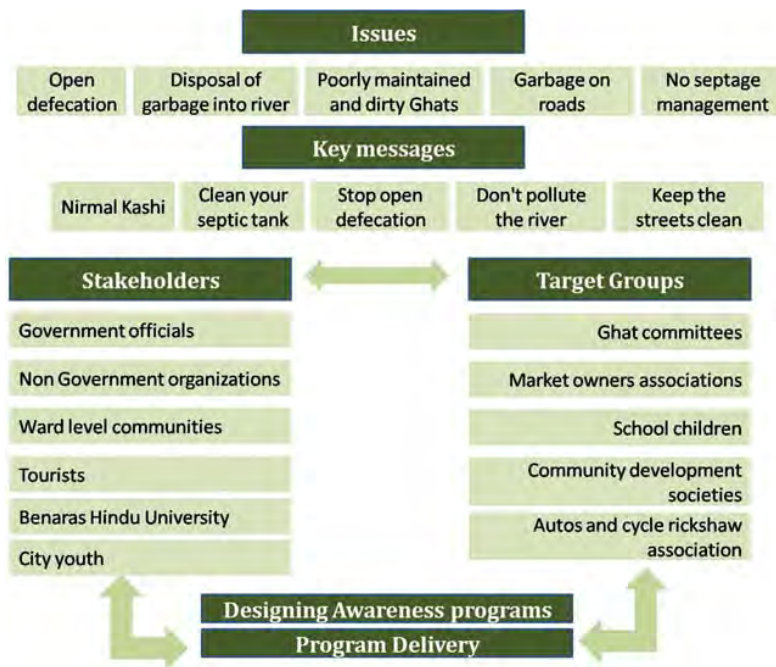 Issues
Open
defecation
Disposal of
garbage into river
Poorly maintained
and dirty Ghats
Garbage on
roads
No septage
management
Key messages
Nirmal Kashi
Clean your
septic tank
Stop open
defecation
Don't pollute
the river
Keep the
streets clean
Stakeholders
Government officials
Non Government organizations
Ward level communities
Tourists
Benaras Hindu University
City youth
Target Groups
Ghat committees
Market owners associations
School children
Community development
societies
Autos and cycle rickshaw
association
Designing Awareness programs
Program Delivery